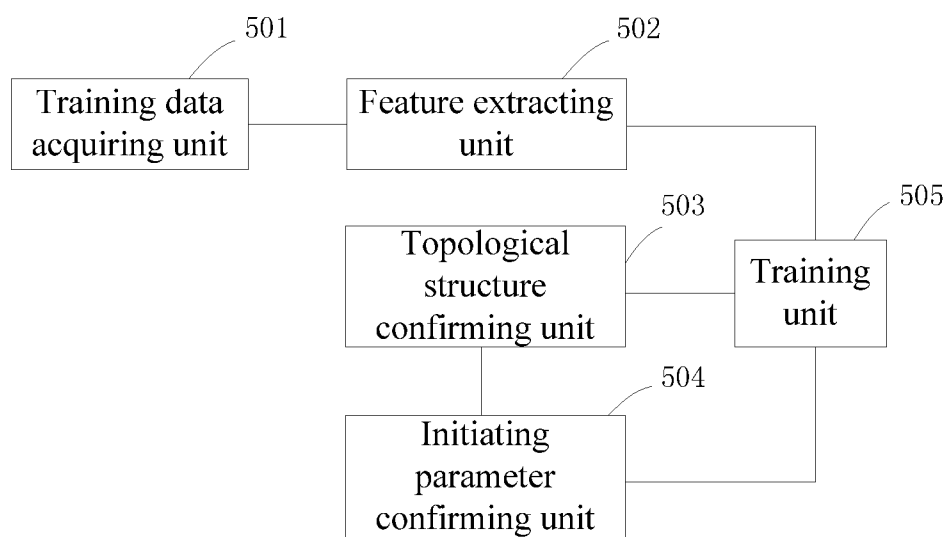 501
502
Training data
acquiring unit
Feature extracting
unit
503
505
Topological
structure
confirming unit
Training
unit
504
Initiating
parameter
confirming unit